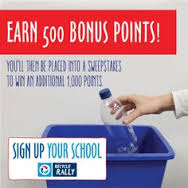 EARN 500 BONUS POINTS!
YOU'LL THEN BE PLACED INTO A SWEEPSTAKES
TO WIN AN ADDITIONAL 1,000 POINTS
SIGN UP YOUR SCHOOL
RECYCLE
RALLY